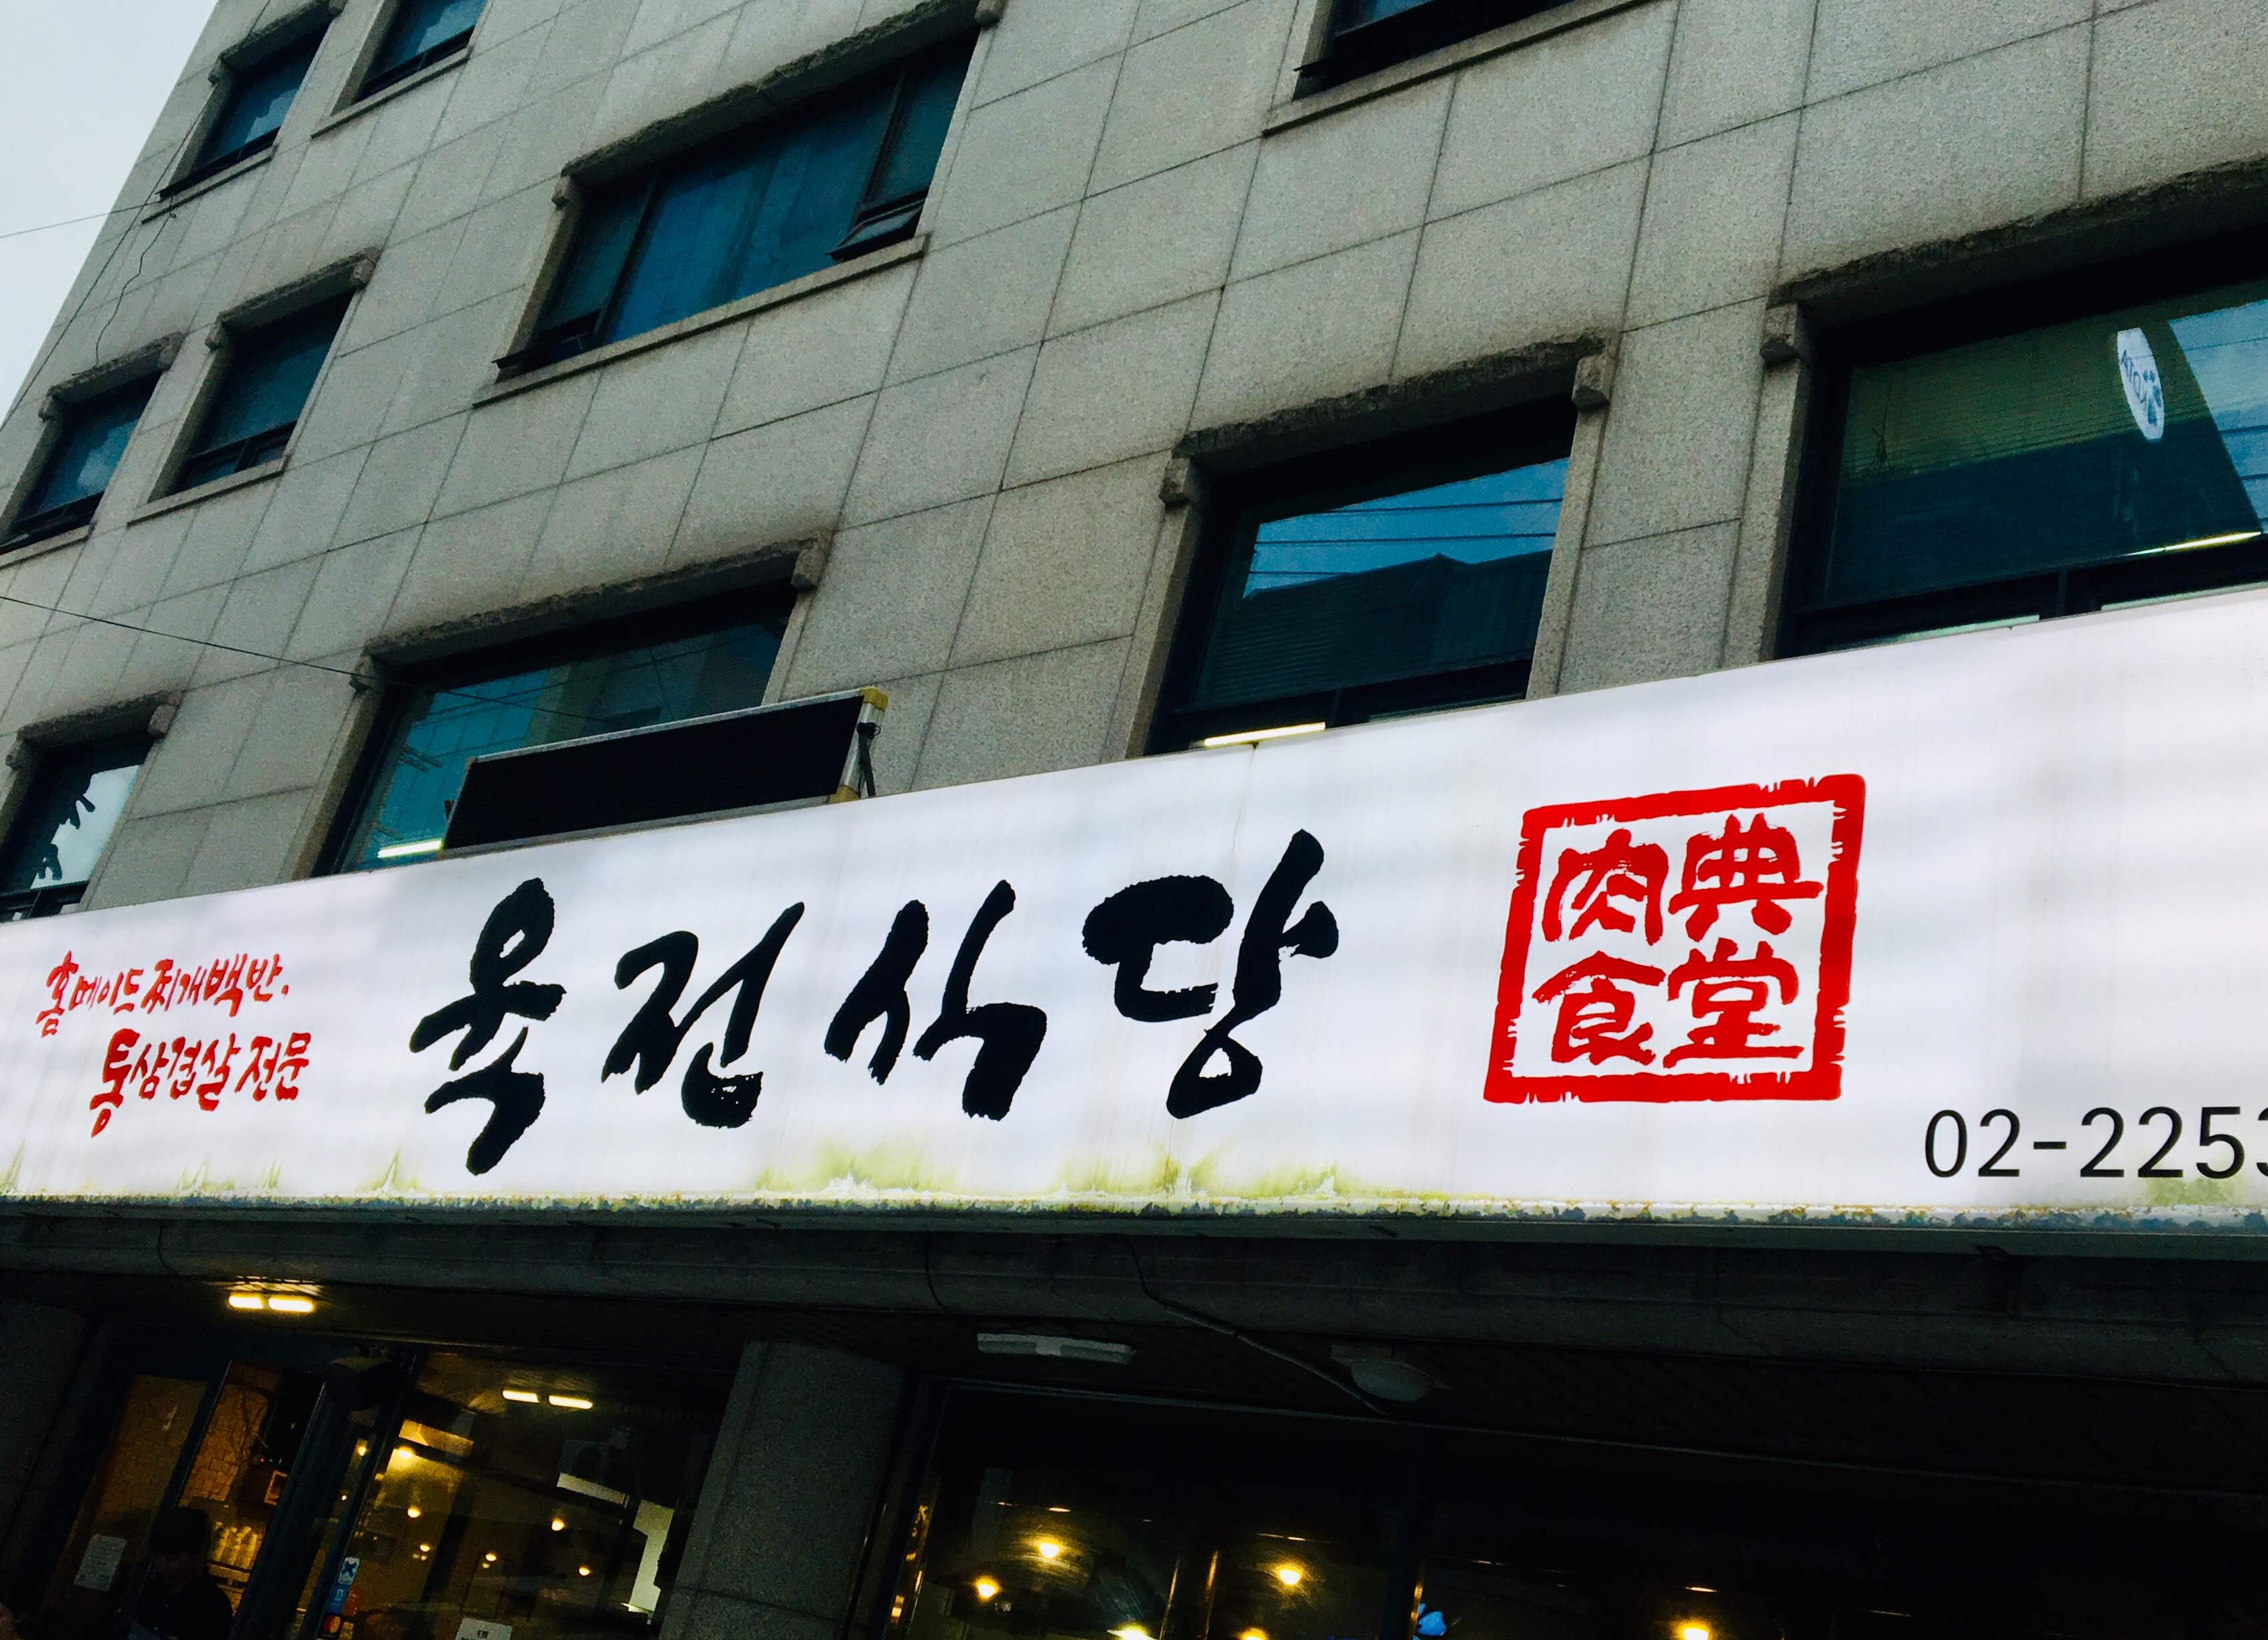 홈메이드 찌개백반.
통삼겹살 전문
육전식당
肉典
食堂
02-2253